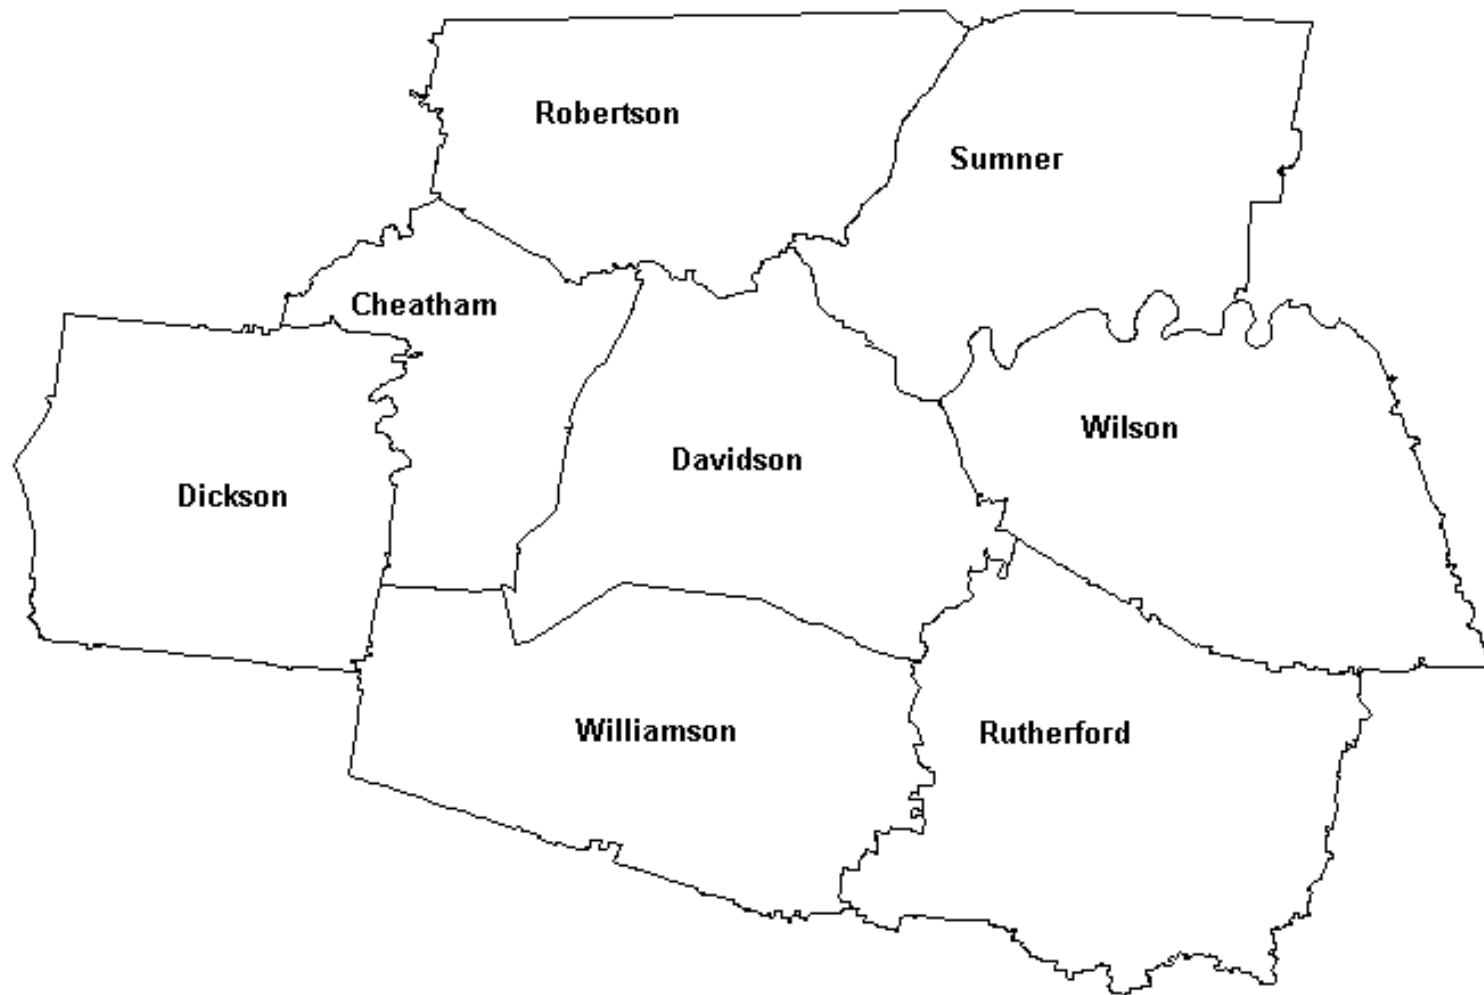 Robertson
Sumner
Cheatham
Wilson
Davidson
Dickson
Williamson
Rutherford